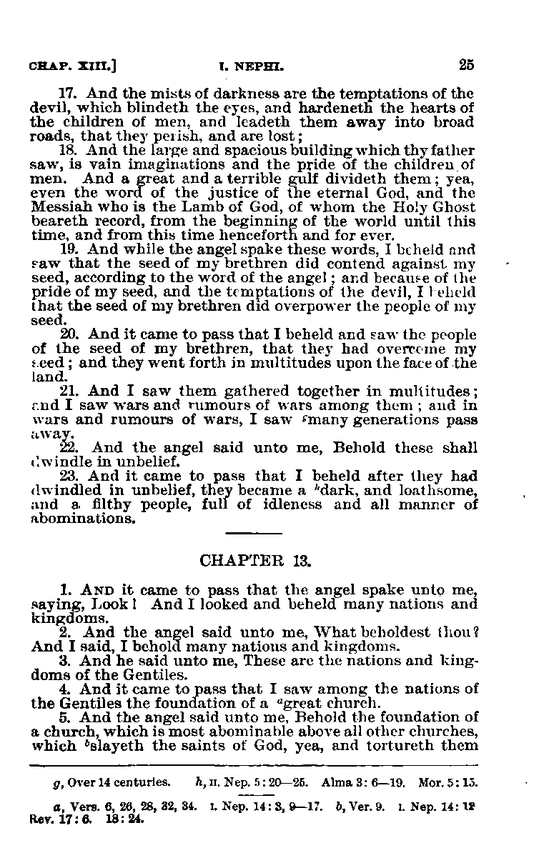 CHAP. XIII.] I. NEPHI. 25
17. And the mists of darkness are the temptations of the
devil, which blindeth the eyes, and hardeneth the hearts of
the children of men, and leadeth them away into broad
roads, that they perish, and are lost;
18. And the large and spacious building which thy father
saw, is vain imaginations and the pride of the children of
men. And a great and a terrible gulf divideth them; yea,
even the word of the justice of the eternal God, and the
Messiah who is the Lamb of God, of whom the Holy Ghost
beareth record, from the beginning of the world until this
time, and from this time henceforth and for ever.
19. And while the angel spake these words, I beheld and
saw that the seed of my brethren did contend against my
seed, according to the word of the angel; and because of the
pride of my seed, and the temptations of the devil, I beheld
that the seed of my brethren did overpower the people of my
seed.
20. And it came to pass that I beheld and saw the people
of the seed of my brethren, that they had overcome my
seed; and they went forth in multitudes upon the face of the
land.
21. And I saw them gathered together in multitudes;
and I saw wars and rumours of wars among them; and in
wars and rumours of wars, I saw gmany generations pass
away.
22. And the angel said unto me, Behold these shall
dwindle in unbelief.
23. And it came to pass that I beheld after they had
dwindled in unbelief, they became a hdark, and loathsome,
and a filthy people, full of idleness and all manner of
abominations.
CHAPTER 13.
1. AND it came to pass that the angel spake unto me,
saying, Look! And I looked and beheld many nations and
kingdoms.
2. And the angel said unto me, What beholdest thou?
And I said, I behold many nations and kingdoms.
3. And he said unto me, These are the nations and king-
doms of the Gentiles.
4. And it came to pass that I saw among the nations of
the Gentiles the foundation of a agreat church.
5. And the angel said unto me, Behold the foundation of
a church, which is most abominable above all other churches,
which bslayeth the saints of God, yea, and tortureth them
g, Over 14 centuries. h, II. Nep. 5: 20—25. Alma 3: 6—19. Mor. 5: 15.
a, Vers. 6, 26, 28, 32, 34. I. Nep. 14: 3, 9—17. b, Ver. 9. I. Nep. 14: 13
Rev. 17: 6. 18: 24.